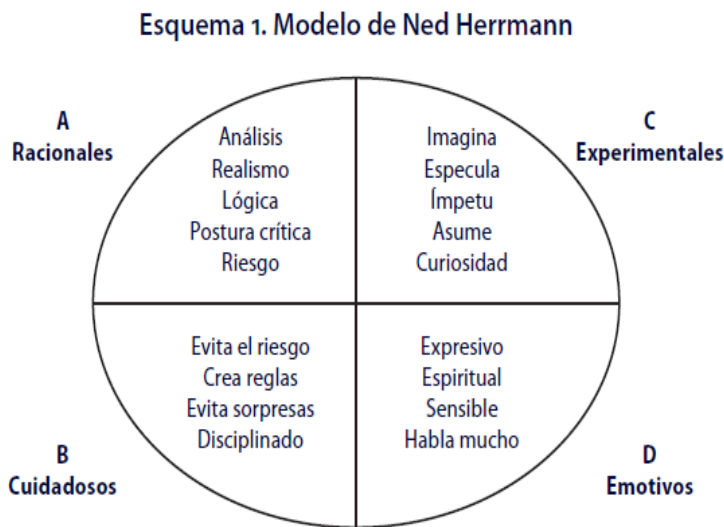 Esquema 1. Modelo de Ned Herrmann
A
Racionales
Análisis
Realismo
Lógica
Postura crítica
Riesgo
Imagina
Especula
Ímpetu
Asume
Curiosidad
C
Experimentales
Evita el riesgo
Crea reglas
Evita sorpresas
Disciplinado
B
Cuidadosos
Expresivo
Espiritual
Sensible
Habla mucho
D
Emotivos